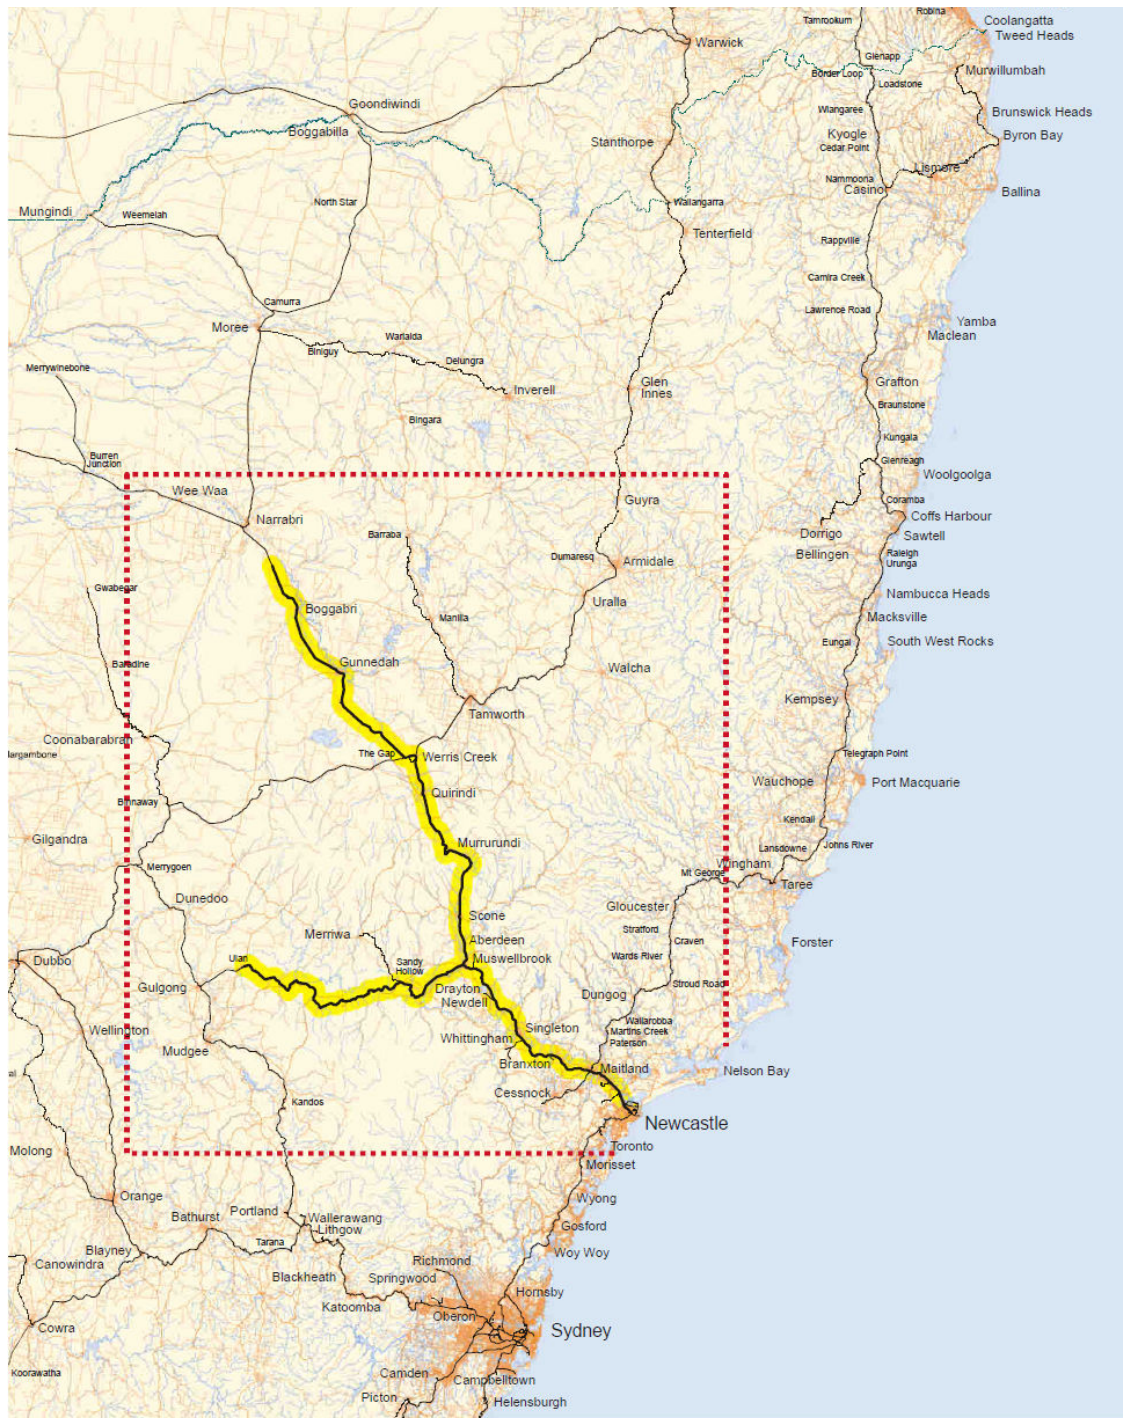 Robina
Tamrookum
Coolangatta
Tweed Heads
Warwick
Glenapp
Border Loop
Loadstone
Murwillumbah
Goondiwindi
Boggabilla
Wiangaree
Brunswick Heads
Stanthorpe
Kyogle
Cedar Point
Byron Bay
Lismore
Nammoona
Casino
Ballina
North Star
Wallangarra
Mungindi
Weemelah
Tenterfield
Rappville
Camira Creek
Camurra
Lawrence Road
Yamba
Maclean
Moree
Warialda
Biniguy
Delungra
Merrywinebone
Inverell
Glen
Innes
Grafton
Braunstone
Bingara
Kungala
Burren
Junction
Glenreagh
Woolgoolga
Wee Waa
Guyra
Coramba
Narrabri
Coffs Harbour
Barraba
Dorrigo
Sawtell
Dumaresq
Bellingen
Raleigh
Urunga
Armidale
Gwabegar
Nambucca Heads
Uralla
Boggabri
Manilla
Macksville
Eungai
South West Rocks
Baradine
Gunnedah
Walcha
Kempsey
Tamworth
Coonabarabran
The Gap
Werris Creek
Telegraph Point
Wauchope
Port Macquarie
Quirindi
Binnaway
Kendall
Gilgandra
Murrurundi
Lansdowne
Johns River
Merrygoen
Wingham
Mt George
Taree
Dunedoo
Gloucester
Scone
Stratford
Merriwa
Aberdeen
Craven
Forster
Ulan
Sandy
Hollow
Muswellbrook
Wards River
Dubbo
Gulgong
Drayton
Newdell
Stroud Road
Dungog
Wellington
Singleton
Wallarobba
Martins Creek
Paterson
Whittingham
Mudgee
Branxton
Maitland
Nelson Bay
Cessnock
Kandos
Newcastle
Molong
Toronto
Morisset
Orange
Wyong
Bathurst
Portland
Wallerawang
Lithgow
Gosford
Tarana
Blayney
Woy Woy
Canowindra
Richmond
Blackheath
Springwood
Hornsby
Katoomba
Oberon
Cowra
Sydney
Koorawatha
Camden
Campbelltown
Picton
Helensburgh